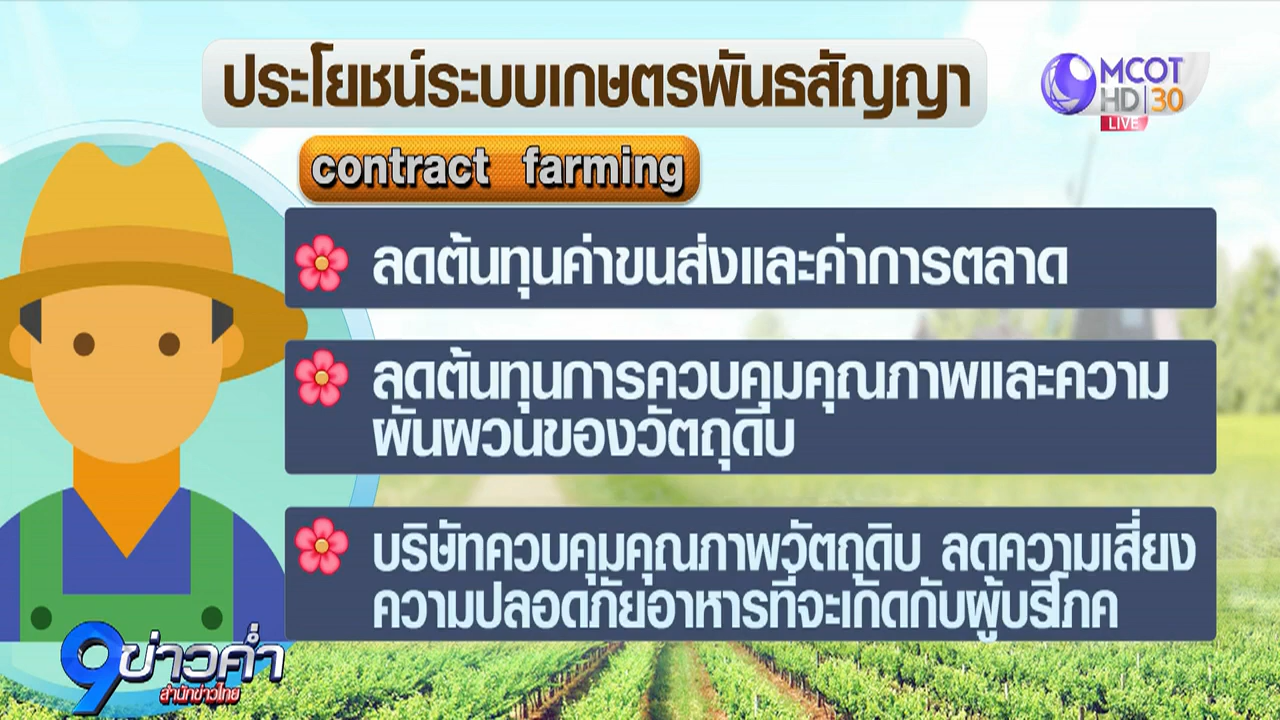 ประโยชน์ระบบเกษตรพันธสัญญา
MCOT
HD 30
LIVE
contract farming
ลดต้นทุนค่าขนส่งและค่าการตลาด
ลดต้นทุนการควบคุมคุณภาพและความ
ผันผวนของวัตถุดิบ
บริษัทควบคุมคุณภาพวัตถุดิบ ลดความเสี่ยง
ความปลอดภัยอาหารที่จะเกิดกับผู้บริโภค
9ข่าวค่ำ
สำนักข่าวไทย